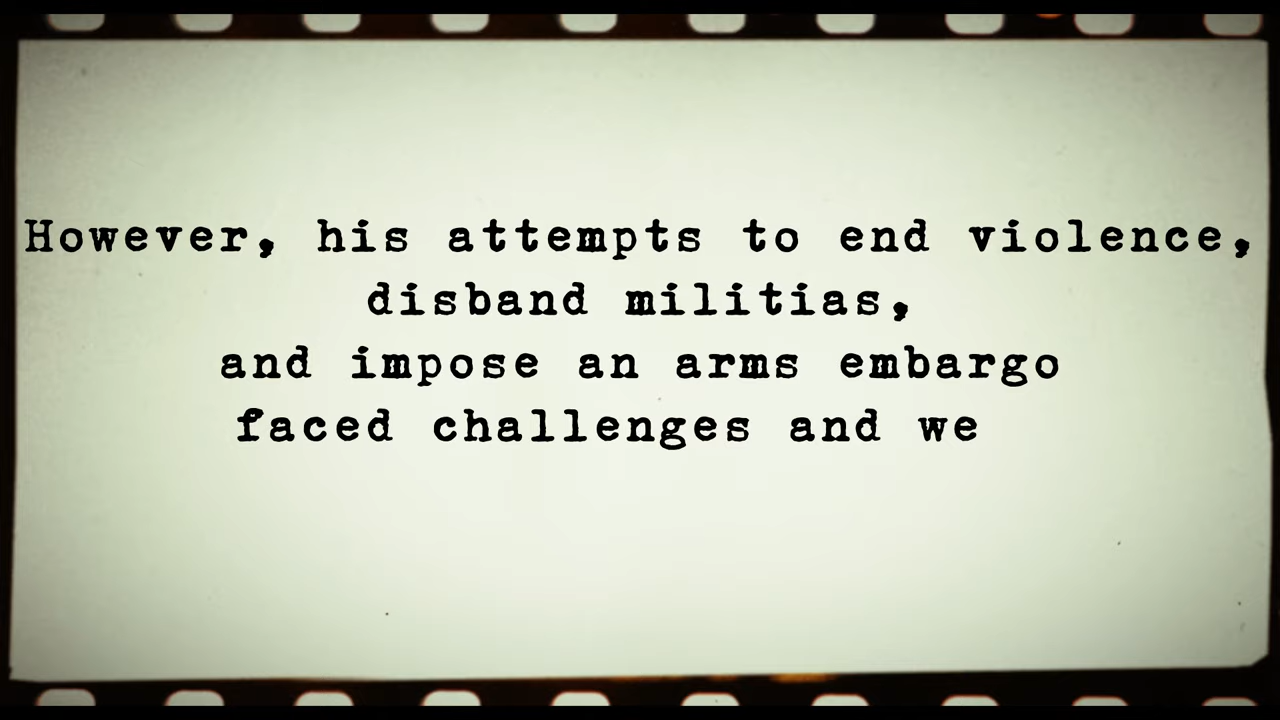 However, his attempts to end violence,
disband militias,
and impose an arms embargo
faced challenges and we